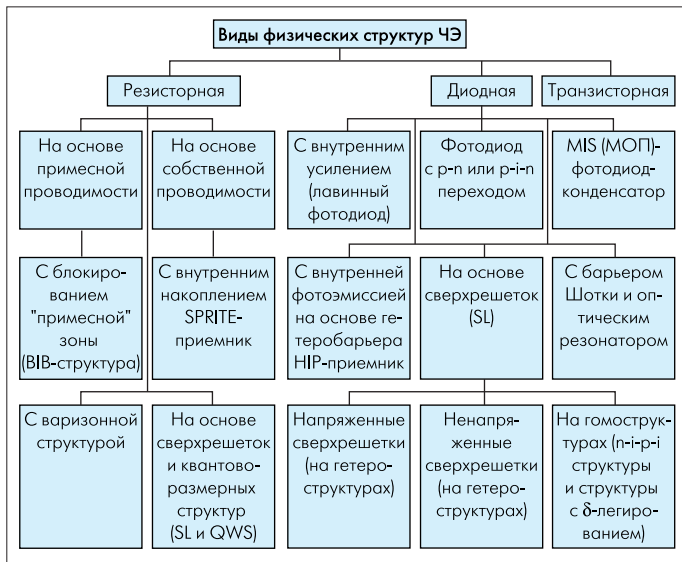 Виды физических структур ЧЭ
Резисторная
Диодная
Транзисторная
На основе
примесной
проводимости
На основе
собственной
проводимости
С внутренним
усилением
(лавинный
фотодиод)
Фотодиод
с p-n или p-i-n
переходом
MIS (МОП)-
фотодиод-
конденсатор
С блокиро-
ванием
"примесной"
зоны
(BIB-структура)
С внутренним
накоплением
SPRITE-
приемник
С внутренней
фотоэмиссией
на основе ге-
теробарьера
HIP-приемник
На основе
сверхрешеток
(SL)
С барьером
Шотки и оп-
тическим
резонатором
С варизонной
структурой
На основе
сверхрешеток
и квантово-
размерных
структур
(SL и QWS)
Напряженные
сверхрешетки
(на гетеро-
структурах)
Ненапря-
женные
сверхрешетки
(на гетеро-
структурах)
На гомострук-
турах (n-i-p-i
структуры
и структуры
с δ-легиро-
ванием)